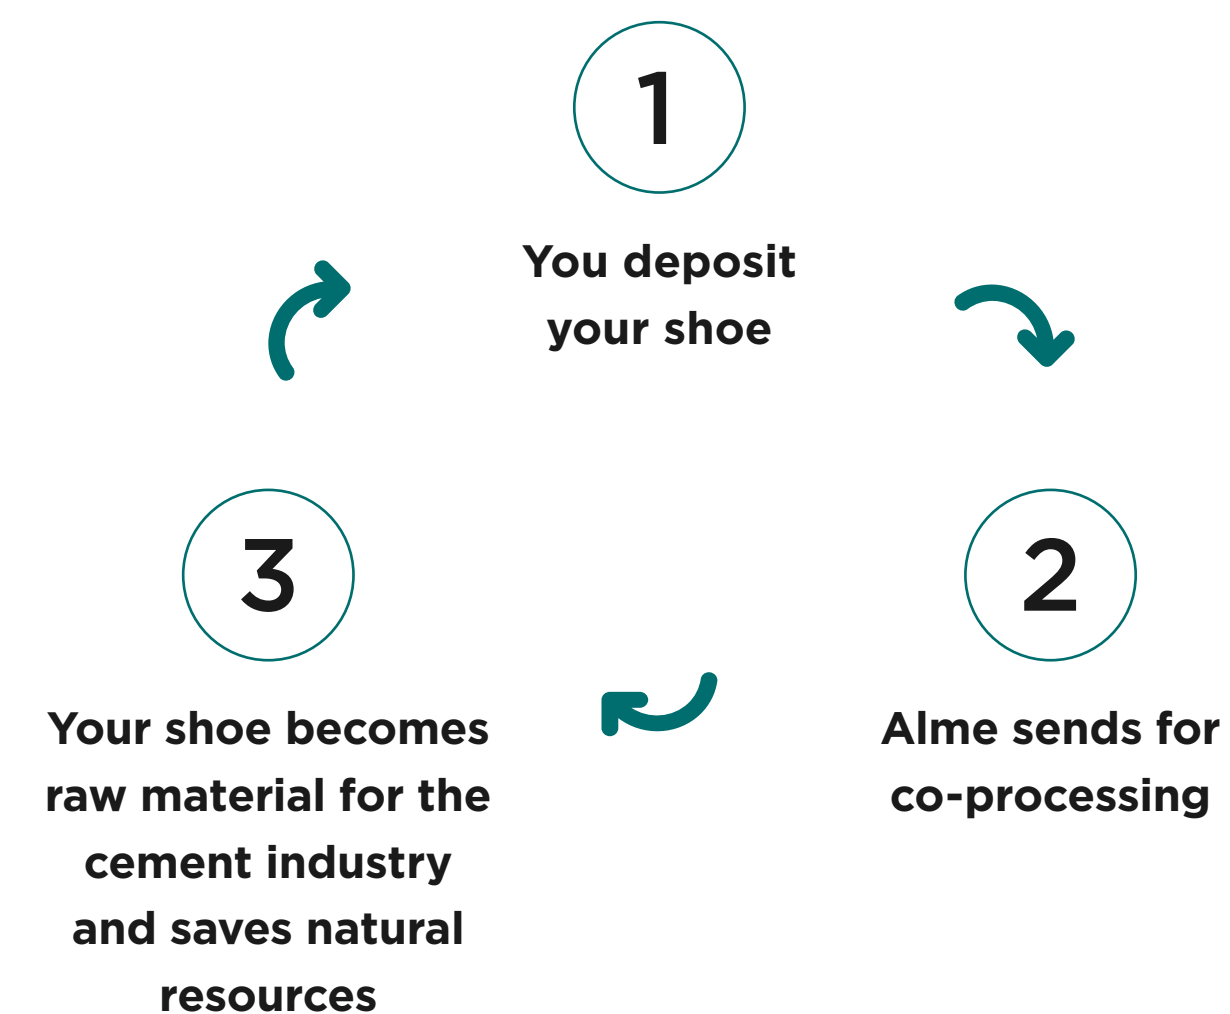 1
You deposit
your shoe
2
Alme sends for
co-processing
3
Your shoe becomes
raw material for the
cement industry
and saves natural
resources